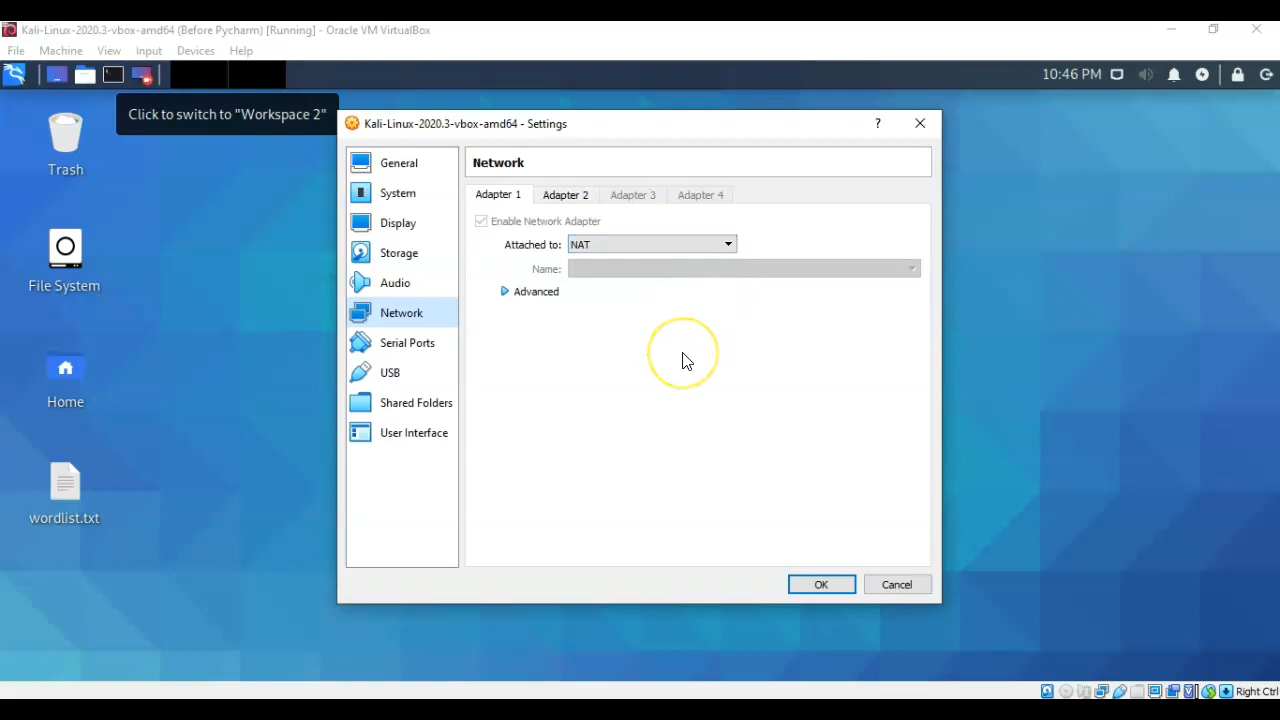 Kali-Linux-2020.3-vbox-amd64 (Before Pycharm) [Running] - Oracle VM VirtualBox
File Machine View Input Devices Help
10:46 PM
Click to switch to "Workspace 2"
Trash
File System
Home
wordlist.txt
Kali-Linux-2020.3-vbox-amd64 - Settings
?
General
System
Display
Storage
Audio
Network
Serial Ports
USB
Shared Folders
User Interface
Network
Adapter 1 Adapter 2 Adapter 3 Adapter 4
Enable Network Adapter
Attached to: NAT
Name:
Advanced
OK Cancel
Right Ctrl